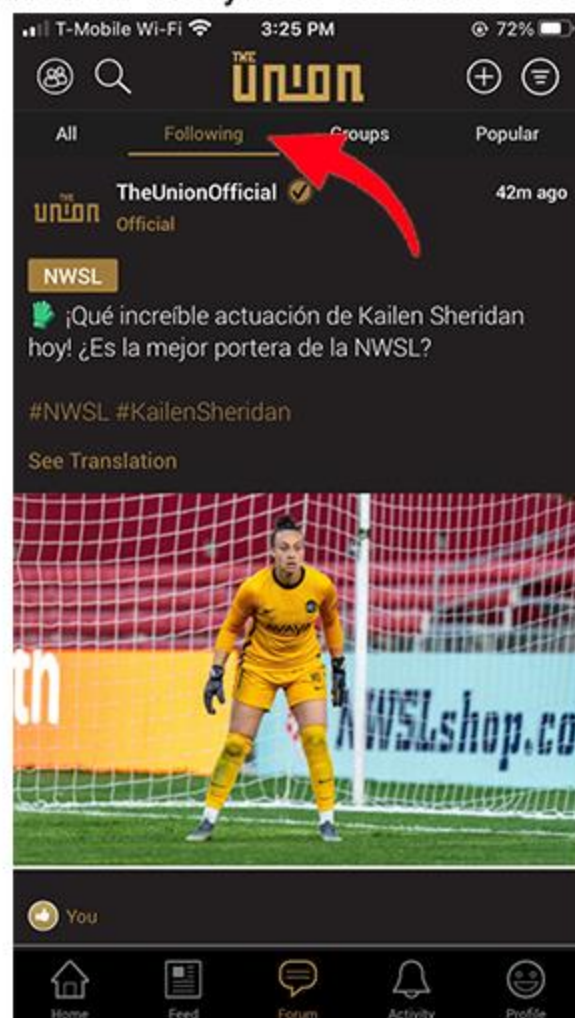 T-Mobile Wi-Fi 3:25 PM 72%
THE
UNION
All Following Groups Popular
THE
UNION
TheUnionOfficial 42m ago
Official
NWSL
¡Qué increíble actuación de Kailen Sheridan
hoy! ¿Es la mejor portera de la NWSL?
#NWSL #KailenSheridan
See Translation
th
NWSLshop.co
You
Home Feed Forum Activity Profile